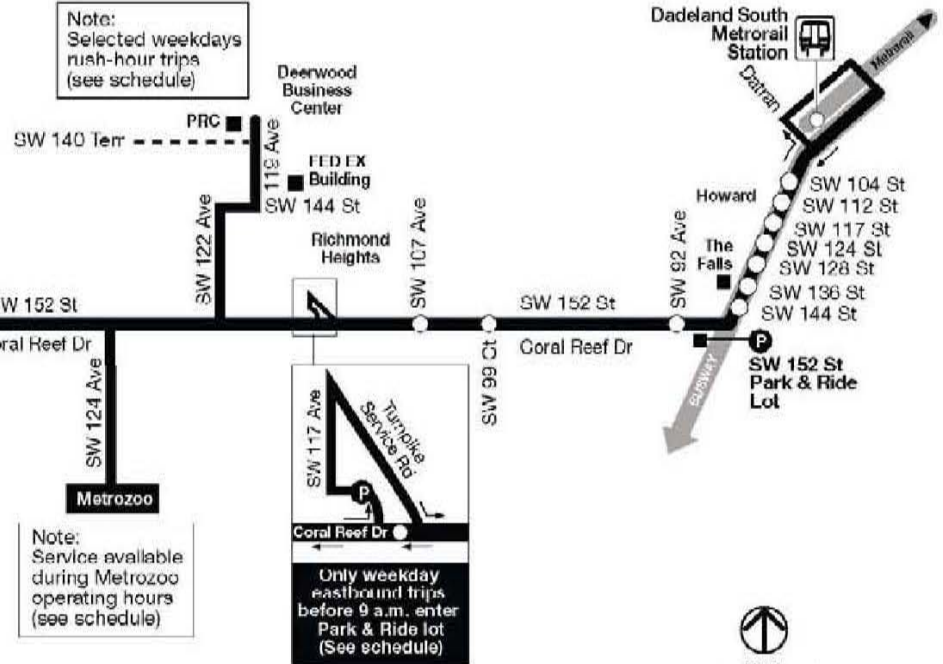 Note:
Selected weekdays
rush-hour trips
(see schedule)
Deerwood
Business
Center
PRC
SW 140 Terr
119 Ave
FED EX
Building
SW 144 St
SW 122 Ave
Richmond
Heights
SW 107 Ave
Dadeland South
Metrorail
Station
Metrorail
Datran
Howard
SW 104 St
SW 112 St
SW 117 St
SW 124 St
SW 128 St
SW 136 St
SW 144 St
The
Falls
SW 92 Ave
W 152 St
SW 152 St
oral Reef Dr
Coral Reef Dr
SW 99 Ct
P
SW 152 St
Park & Ride
Lot
BUSWAY
SW 124 Ave
Metrozoo
Note:
Service available
during Metrozoo
operating hours
(see schedule)
SW 117 Ave
Turnpike
Service Rd
P
Coral Reef Dr
Only weekday
eastbound trips
before 9 a.m. enter
Park & Ride lot
(See schedule)